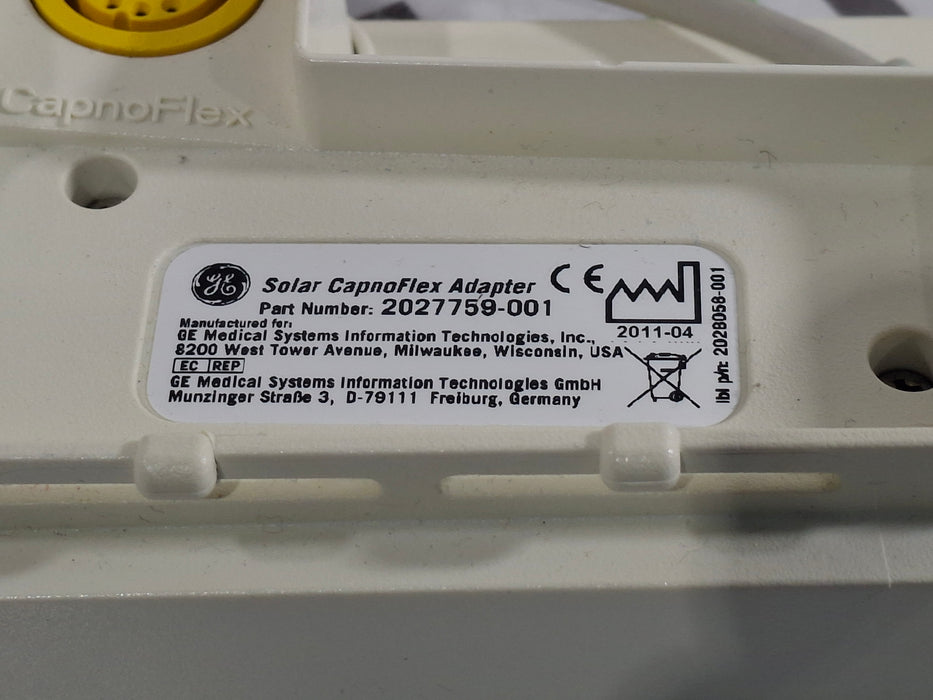 CapnoFlex
GE
Solar CapnoFlex Adapter CE
Part Number: 2027759-001
2011-04
Manufactured for:
GE Medical Systems Information Technologies, Inc.,
8200 West Tower Avenue, Milwaukee, Wisconsin, USA
EC REP
GE Medical Systems Information Technologies GmbH
Munzinger Straße 3, D-79111 Freiburg, Germany
lbl p/n: 2028058-001